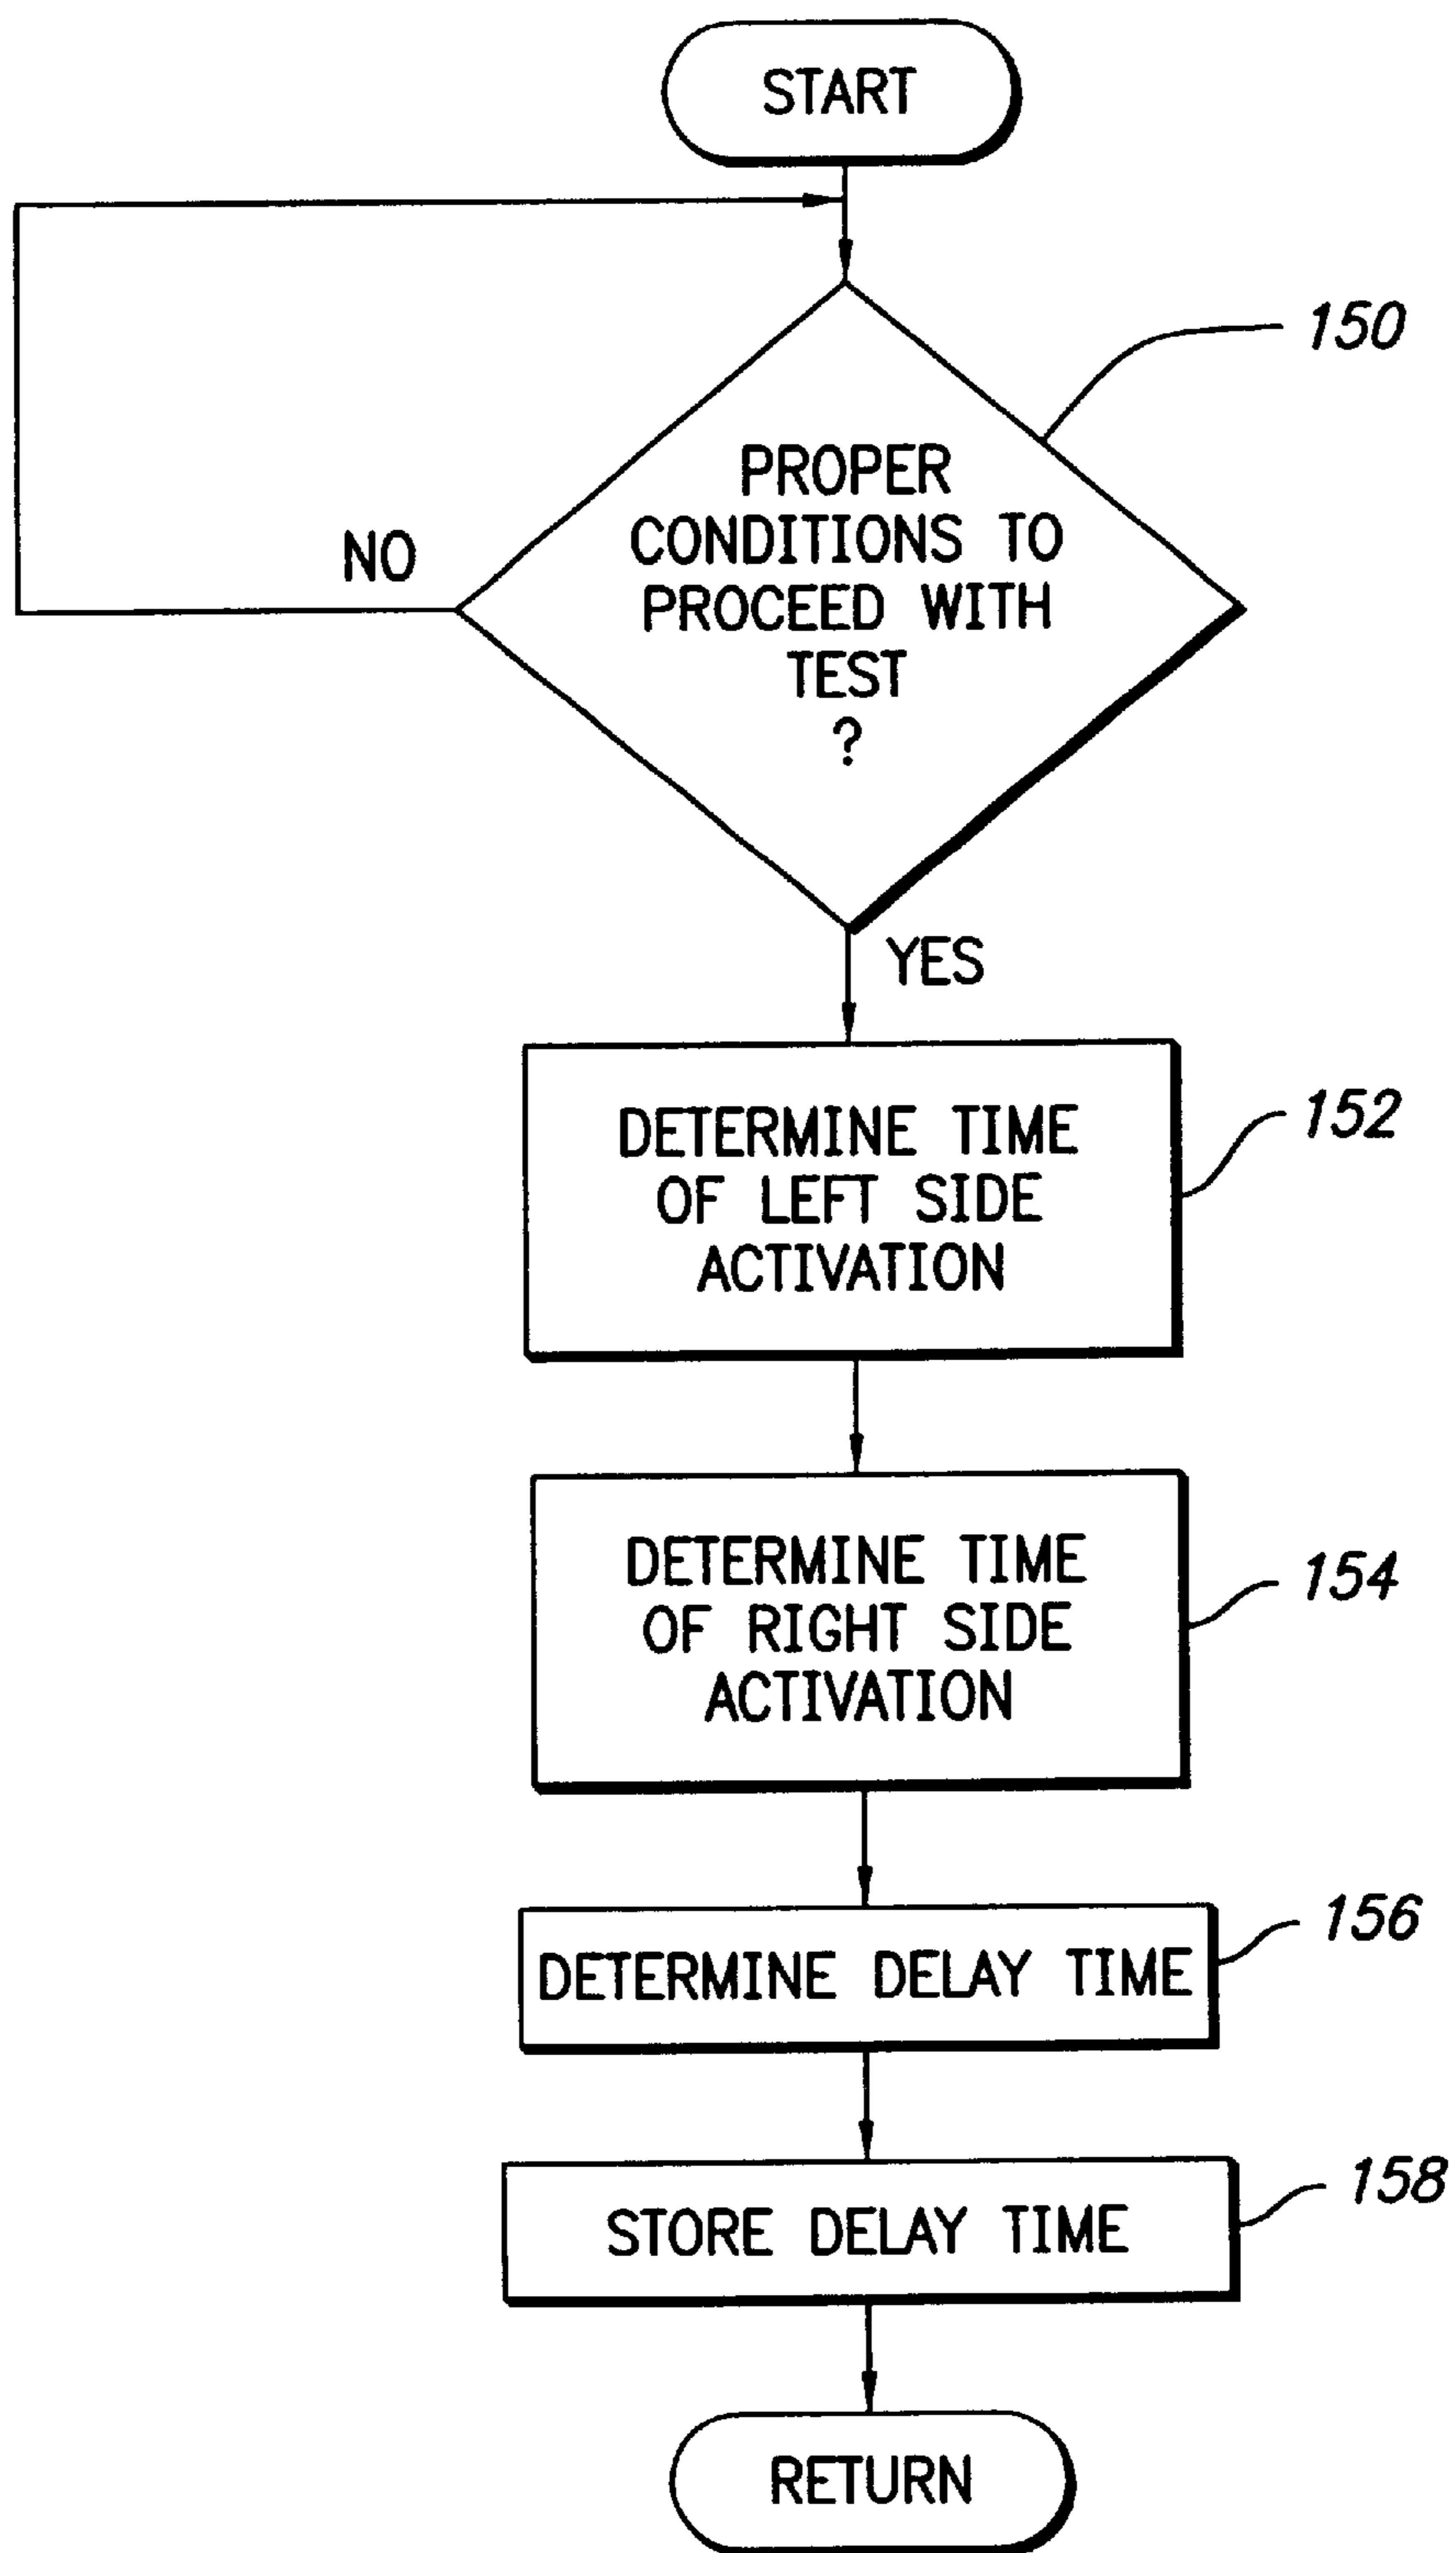 START
150
PROPER
CONDITIONS TO
PROCEED WITH
TEST
?
NO
YES
DETERMINE TIME
OF LEFT SIDE
ACTIVATION
152
DETERMINE TIME
OF RIGHT SIDE
ACTIVATION
154
DETERMINE DELAY TIME
156
STORE DELAY TIME
158
RETURN